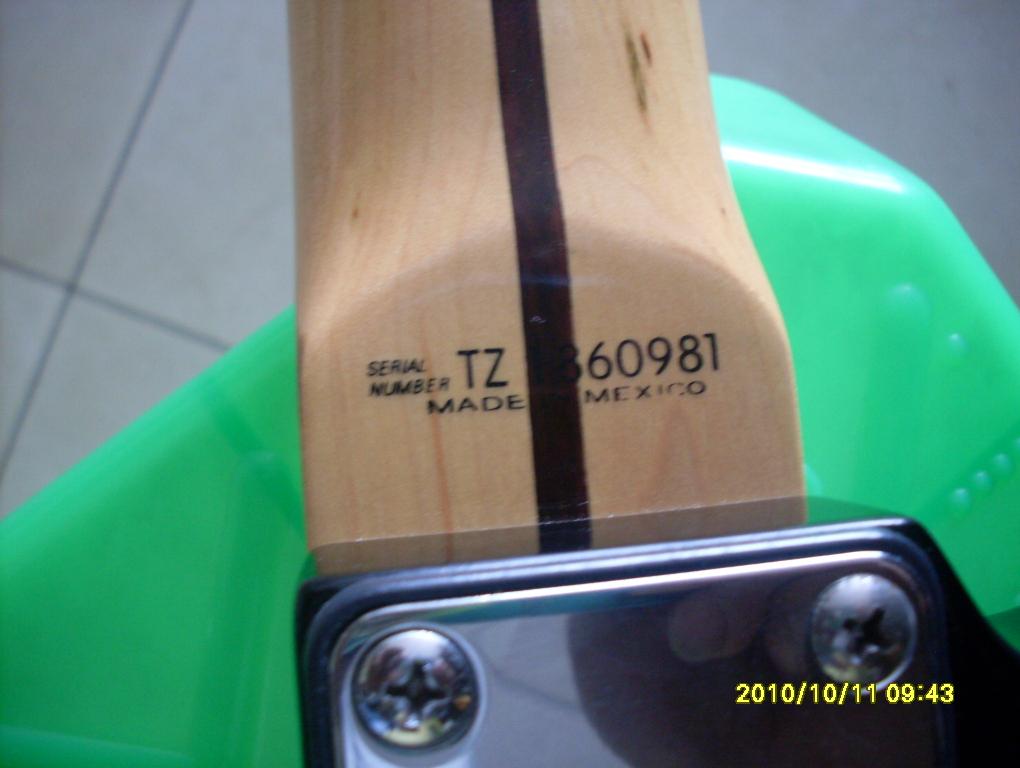 SERIAL
NUMBER TZ 360981
MADE MEXICO
2010/10/11 09:43